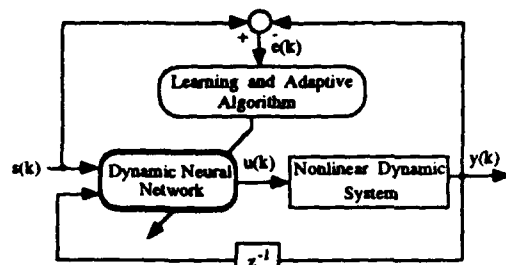 + -
e(k)
Learning and Adaptive
Algorithm
s(k)
Dynamic Neural
Network
u(k)
Nonlinear Dynamic
System
y(k)
z⁻¹